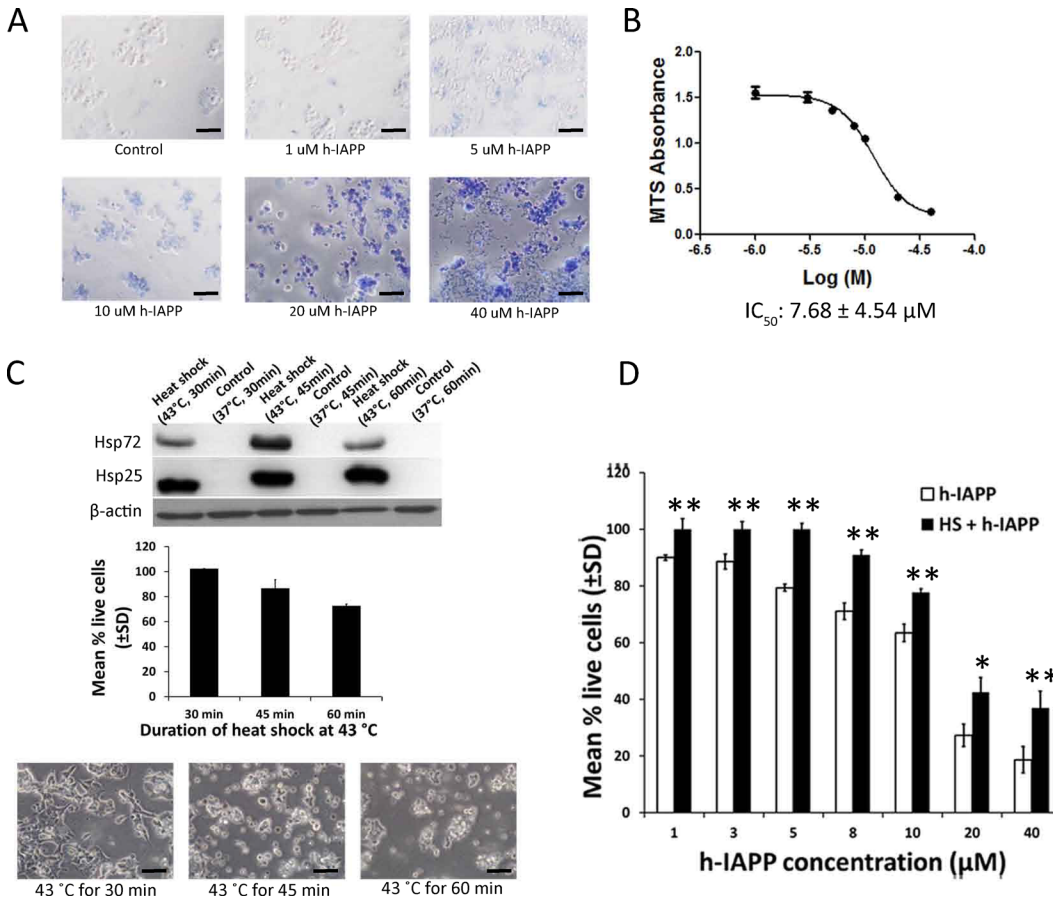 A
Control
1 uM h-IAPP
5 uM h-IAPP
10 uM h-IAPP
20 uM h-IAPP
40 uM h-IAPP
B
2.0
1.5
1.0
0.5
0.0
MTS Absorbance
-6.5
-6.0
-5.5
-5.0
-4.5
-4.0
Log (M)
IC50: 7.68 ± 4.54 µM
C
Heat shock
(43°C, 30min)
Control
(37°C, 30min)
Heat shock
(43°C, 45min)
Control
(37°C, 45min)
Heat shock
(43°C, 60min)
Control
(37°C, 60min)
Hsp72
Hsp25
β-actin
120
100
80
60
40
20
0
Mean % live cells
(±SD)
30 min
45 min
60 min
Duration of heat shock at 43 °C
43 ˚C for 30 min
43 ˚C for 45 min
43 ˚C for 60 min
D
120
100
80
60
40
20
0
Mean % live cells (±SD)
h-IAPP
HS + h-IAPP
**
**
**
**
**
*
**
1
3
5
8
10
20
40
h-IAPP concentration (µM)